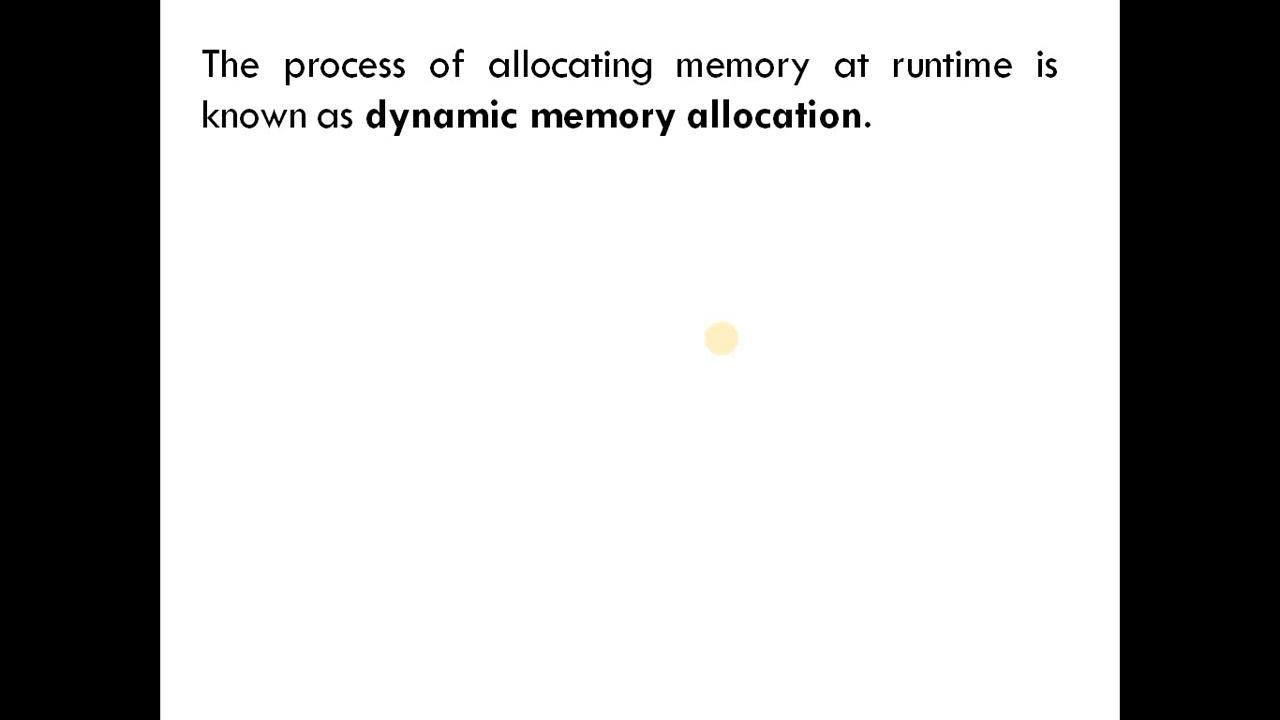 The process of allocating memory at runtime is
known as dynamic memory allocation.